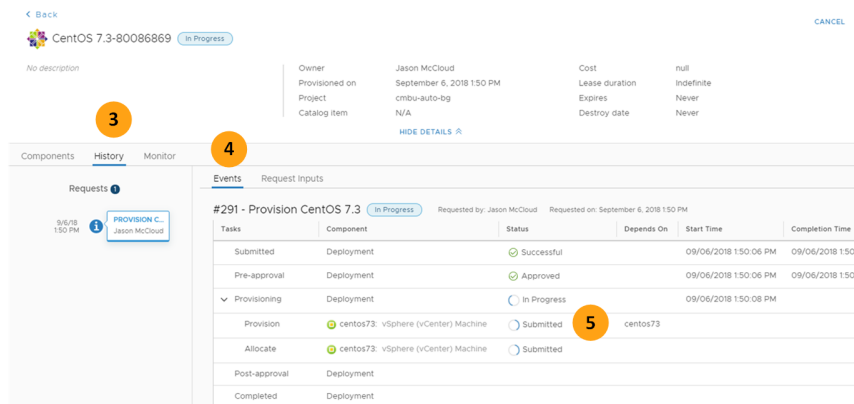 Back
CANCEL
CentOS 7.3-80086869 In Progress
No description
Owner Jason McCloud Cost null
Provisioned on September 6, 2018 1:50 PM Lease duration Indefinite
Project cmbu-auto-bg Expires Never
Catalog item N/A Destroy date Never
HIDE DETAILS
3
4
Components History Monitor
Events Request Inputs
Requests 1
9/6/18
1:50 PM
PROVISION C...
Jason McCloud
#291 - Provision CentOS 7.3 In Progress Requested by: Jason McCloud Requested on: September 6, 2018 1:50 PM
Tasks Component Status Depends On Start Time Completion Time
Submitted Deployment Successful 09/06/2018 1:50:06 PM 09/06/2018 1:50
Pre-approval Deployment Approved 09/06/2018 1:50:06 PM 09/06/2018 1:50
Provisioning Deployment In Progress 09/06/2018 1:50:08 PM
Provision centos73: vSphere (vCenter) Machine Submitted 5 centos73
Allocate centos73: vSphere (vCenter) Machine Submitted
Post-approval Deployment
Completed Deployment